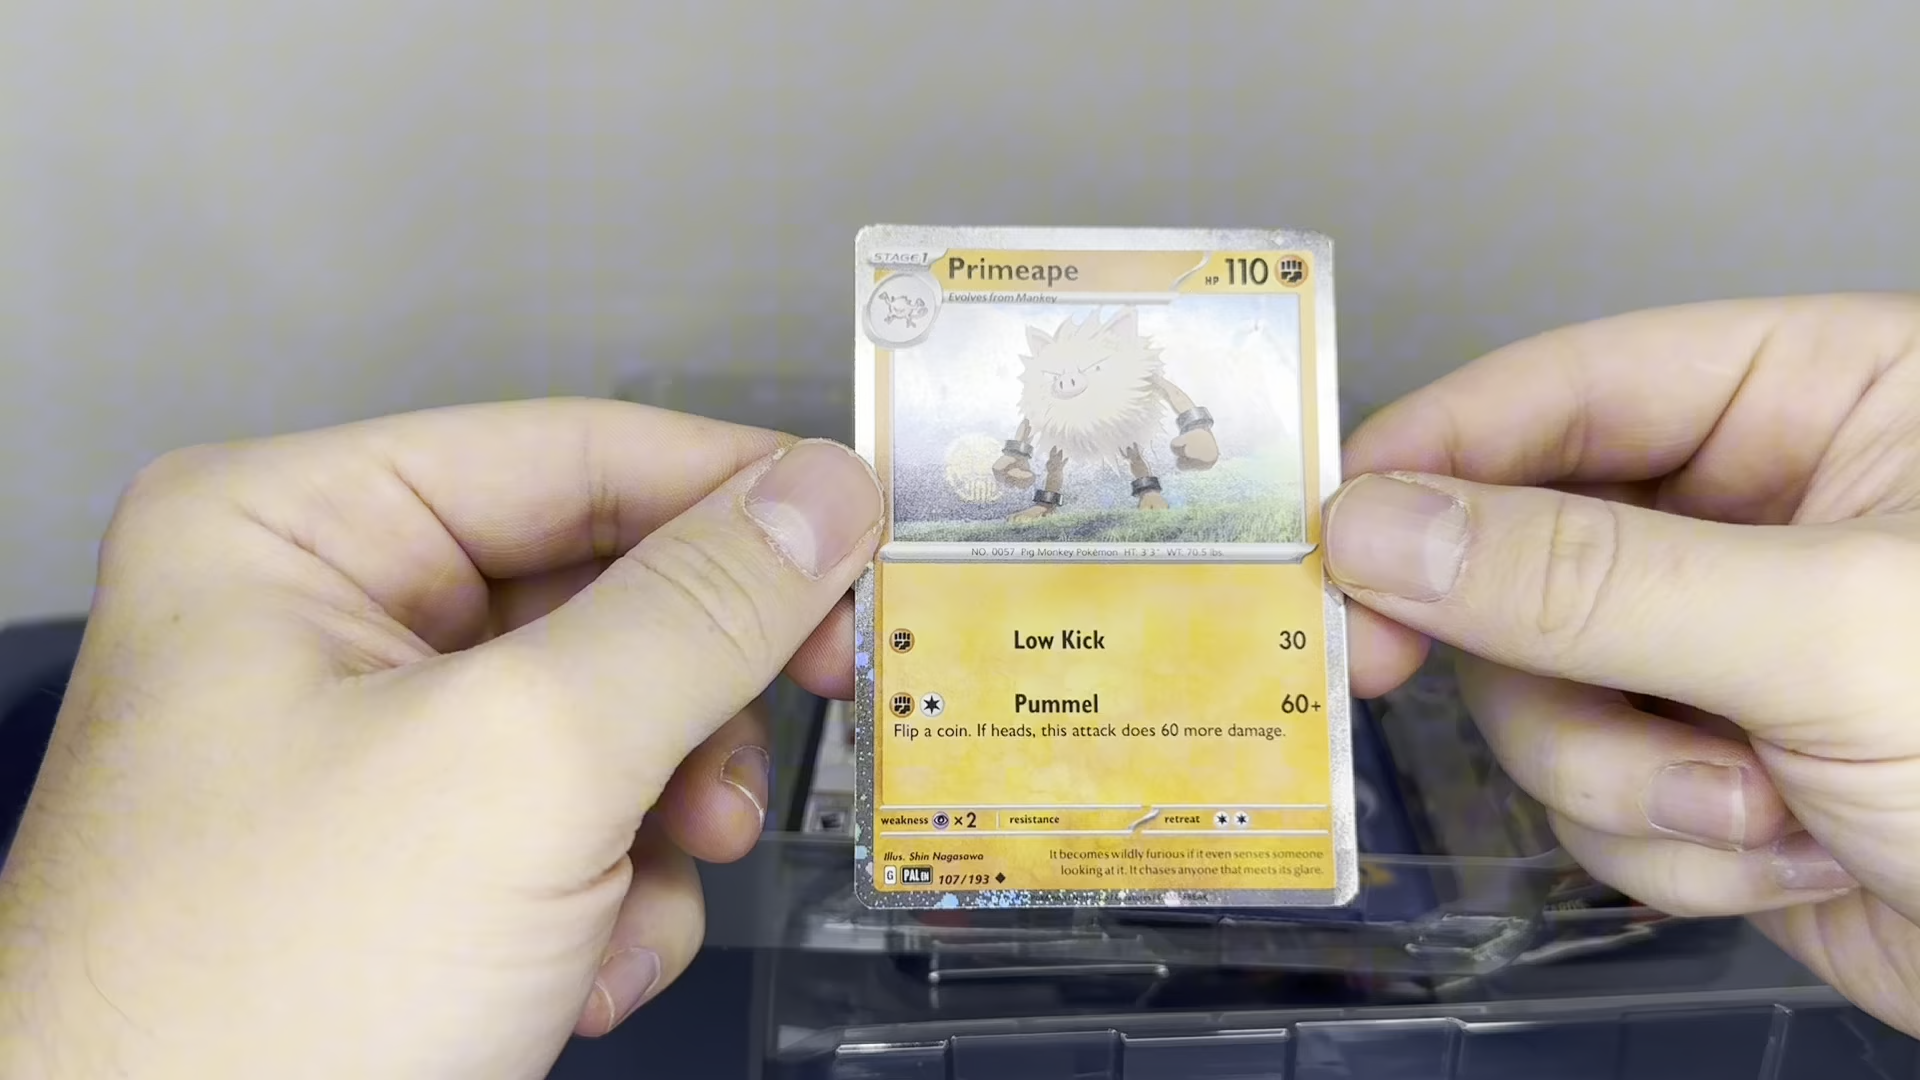 STAGE 1
Primeape
HP 110
Evolves from Mankey
NO. 0057 Pig Monkey Pokémon HT: 3'3" WT: 70.5 lbs.
Low Kick 30
Pummel 60+
Flip a coin. If heads, this attack does 60 more damage.
weakness ×2 resistance retreat
Illus. Shin Nagasawa
It becomes wildly furious if it even senses someone
looking at it. It chases anyone that meets its glare.
G PAL EN 107/193